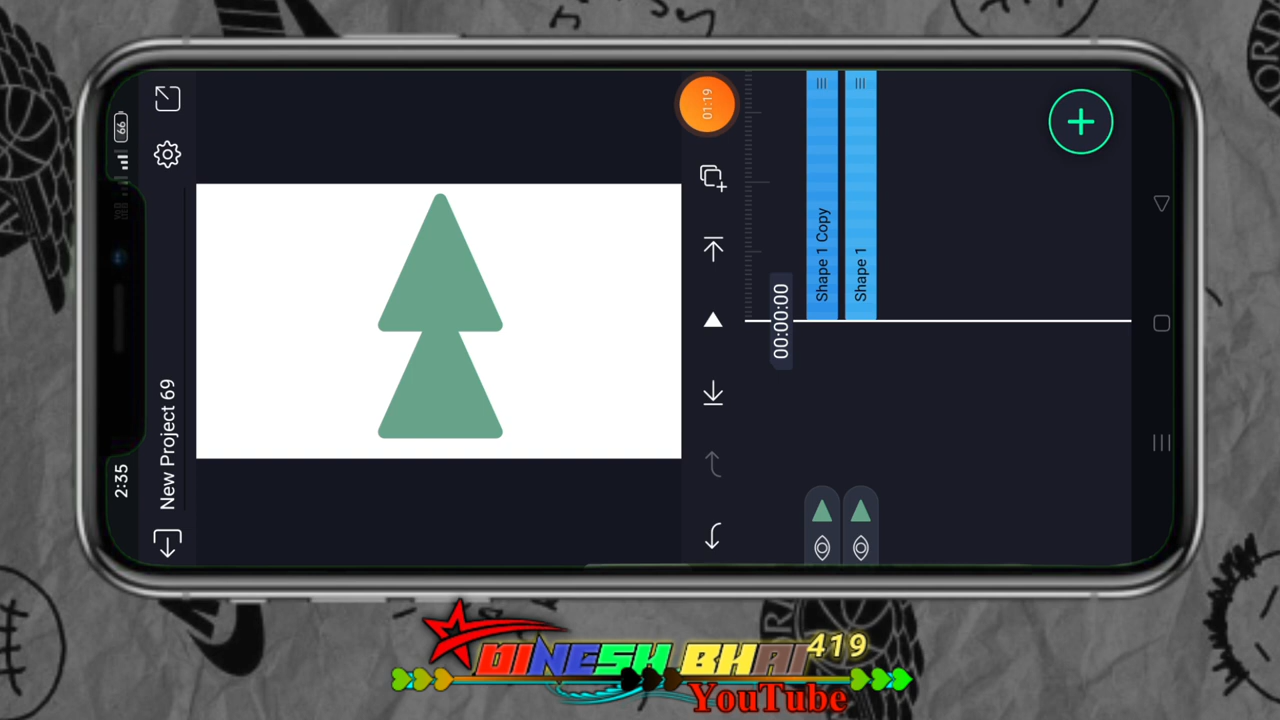 2:35
66
New Project 69
01:19
00:00:00
Shape 1 Copy
Shape 1
DINESH BHAI 419
YouTube